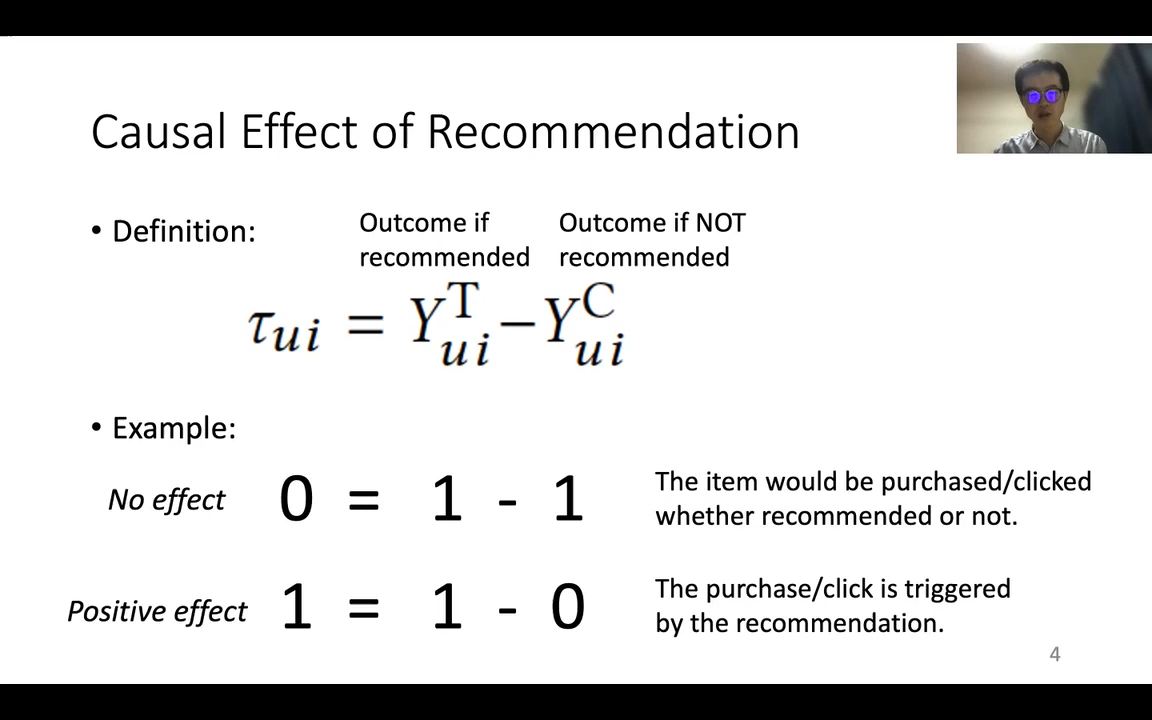 Causal Effect of Recommendation
• Definition:
Outcome if
recommended
Outcome if NOT
recommended
τui = Y^T_ui − Y^C_ui
• Example:
No effect 0 = 1 - 1
The item would be purchased/clicked
whether recommended or not.
Positive effect 1 = 1 - 0
The purchase/click is triggered
by the recommendation.
4